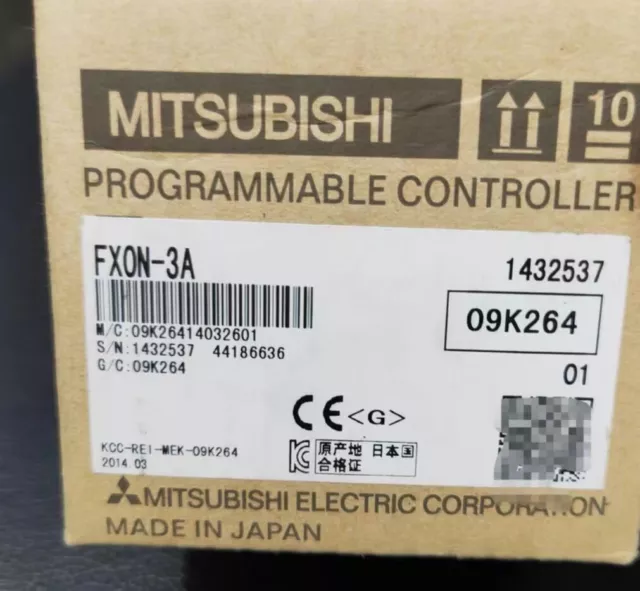 MITSUBISHI
10
PROGRAMMABLE CONTROLLER
FX0N-3A
1432537
M/C:09K26414032601
09K264
S/N:1432537 44186636
G/C:09K264
01
CE<G>
KCC-REI-MEK-09K264
2014.03
原产地 日本国
合格证
MITSUBISHI ELECTRIC CORPORATION
MADE IN JAPAN